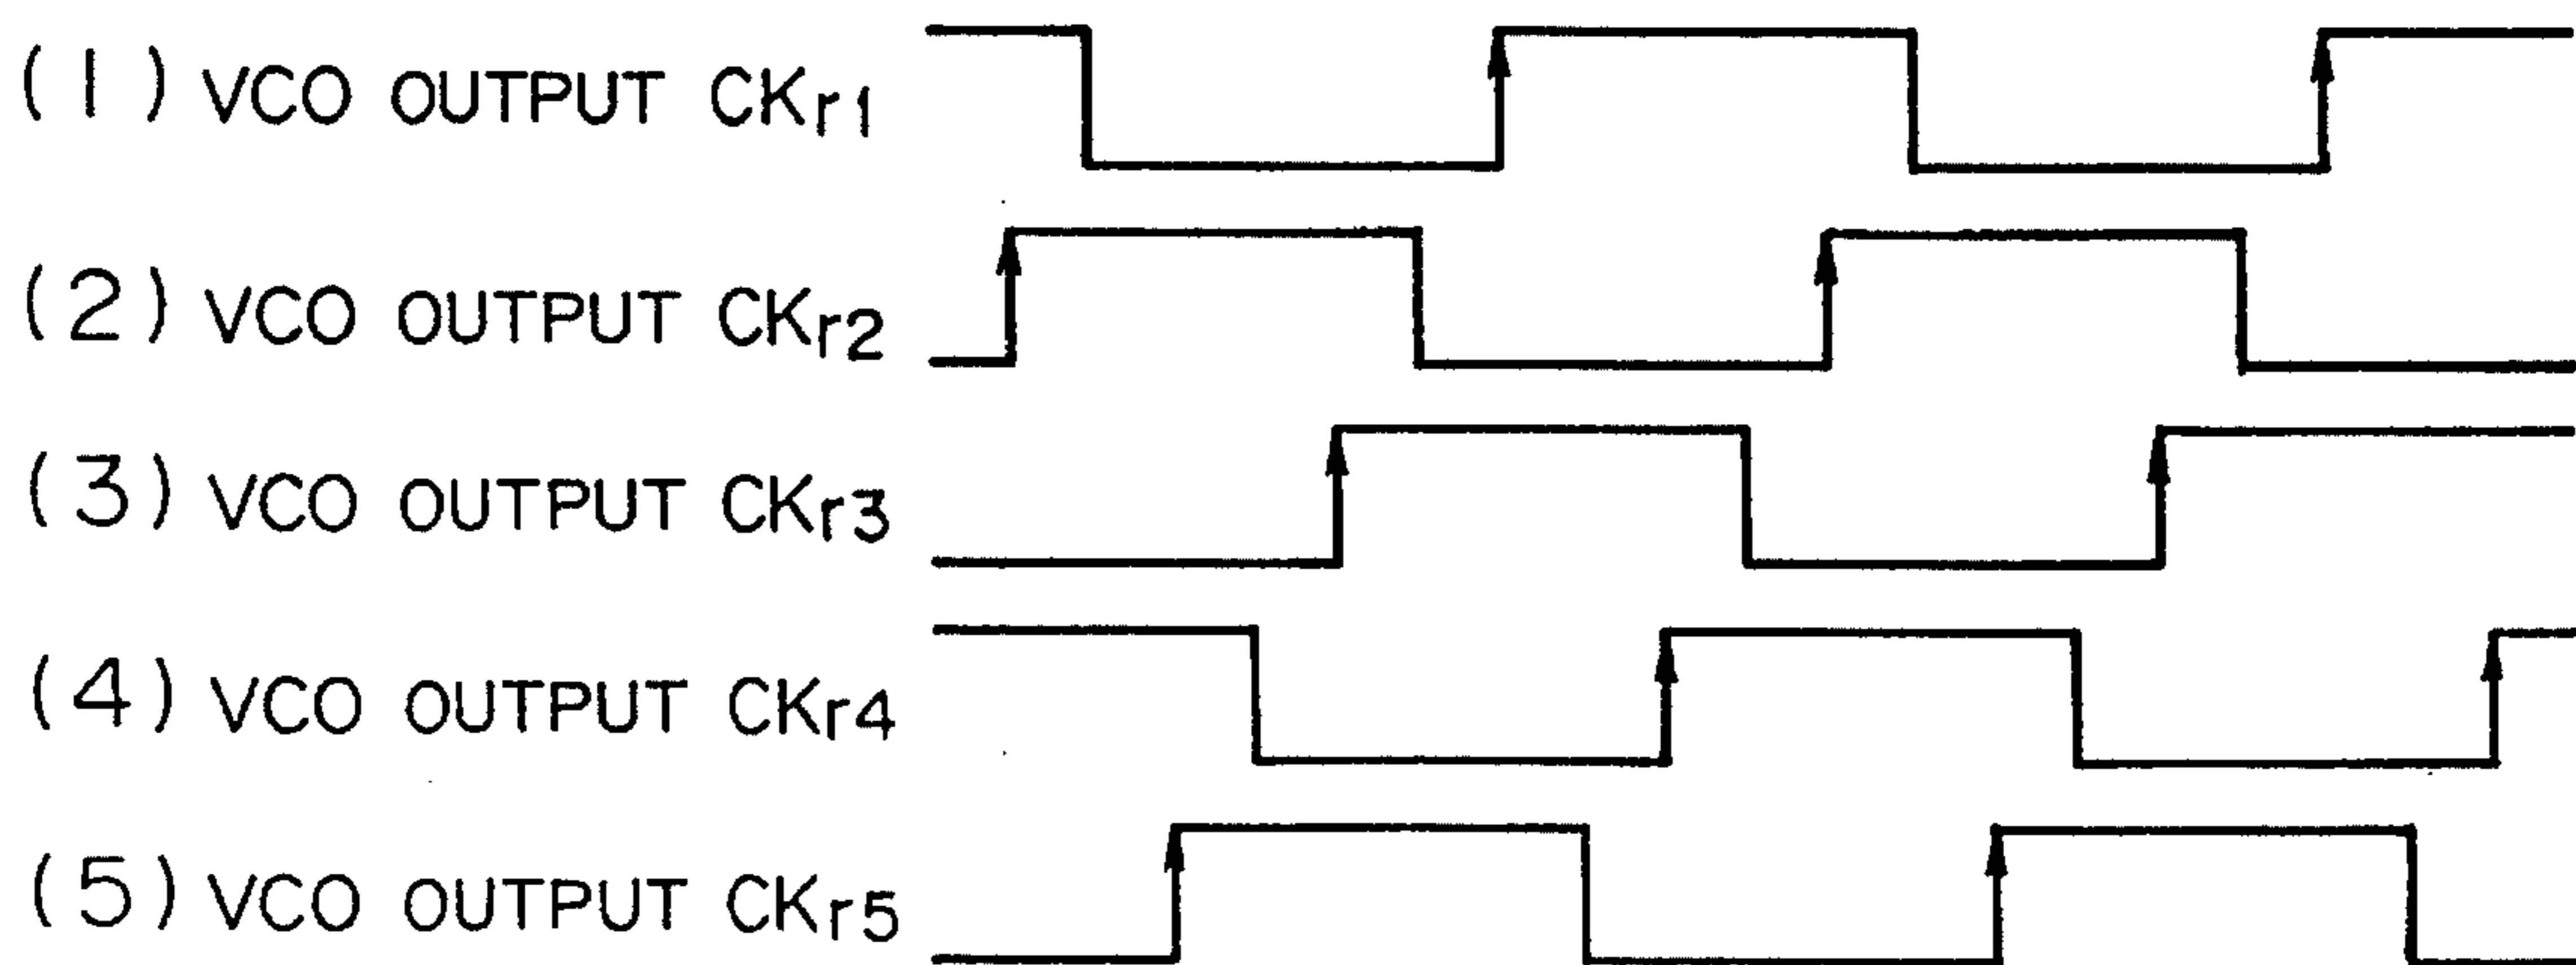 (1) VCO OUTPUT CKr1
(2) VCO OUTPUT CKr2
(3) VCO OUTPUT CKr3
(4) VCO OUTPUT CKr4
(5) VCO OUTPUT CKr5